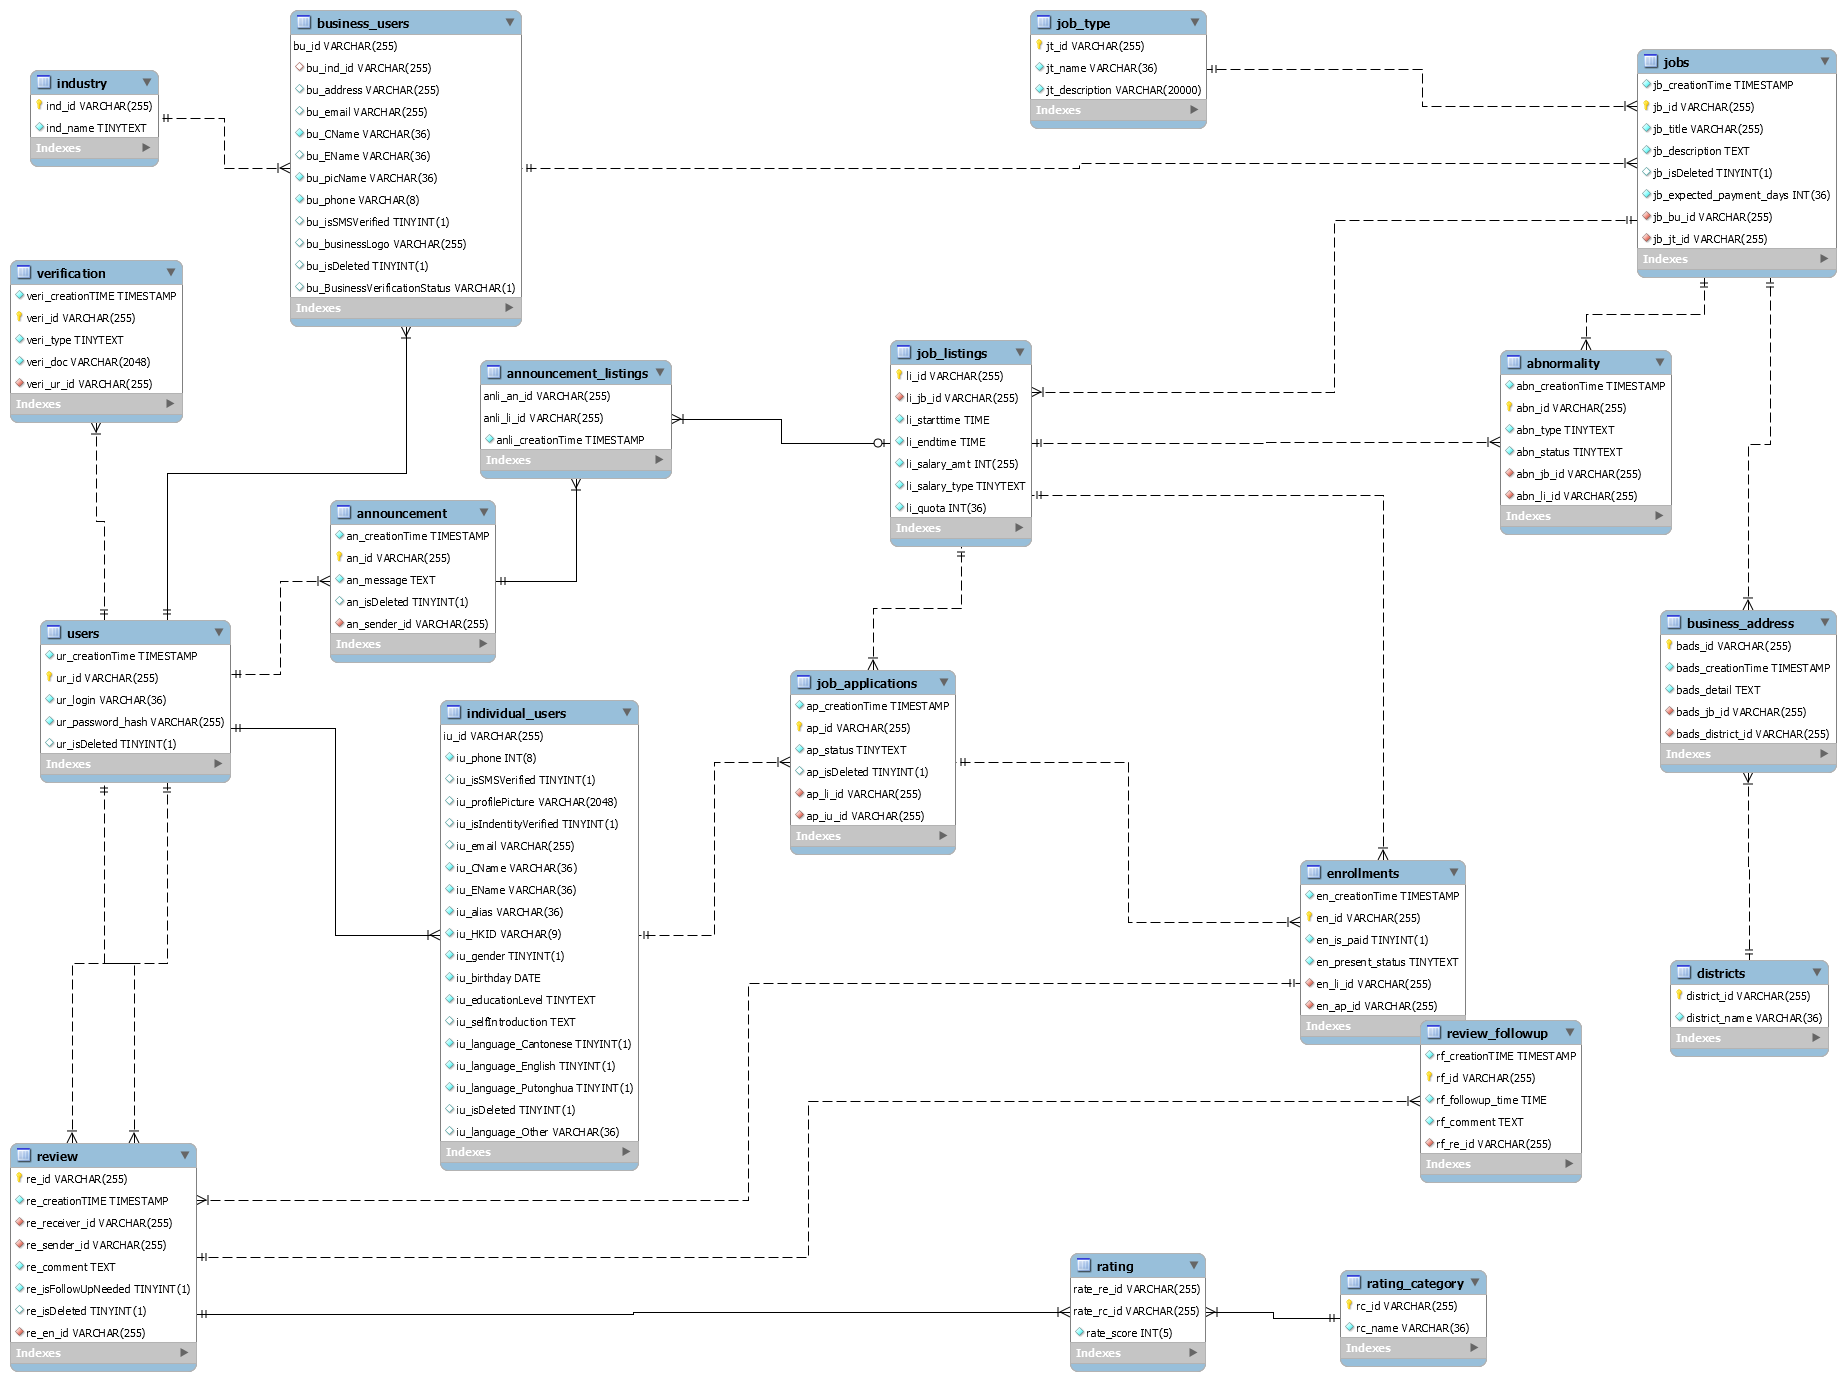 business_users
bu_id VARCHAR(255)
bu_ind_id VARCHAR(255)
bu_address VARCHAR(255)
bu_email VARCHAR(255)
bu_CName VARCHAR(36)
bu_EName VARCHAR(36)
bu_picName VARCHAR(36)
bu_phone VARCHAR(8)
bu_isSMSVerified TINYINT(1)
bu_businessLogo VARCHAR(255)
bu_isDeleted TINYINT(1)
bu_BusinessVerificationStatus VARCHAR(1)
Indexes
job_type
jt_id VARCHAR(255)
jt_name VARCHAR(36)
jt_description VARCHAR(20000)
Indexes
jobs
jb_creationTime TIMESTAMP
jb_id VARCHAR(255)
jb_title VARCHAR(255)
jb_description TEXT
jb_isDeleted TINYINT(1)
jb_expected_payment_days INT(36)
jb_bu_id VARCHAR(255)
jb_jt_id VARCHAR(255)
Indexes
industry
ind_id VARCHAR(255)
ind_name TINYTEXT
Indexes
verification
veri_creationTIME TIMESTAMP
veri_id VARCHAR(255)
veri_type TINYTEXT
veri_doc VARCHAR(2048)
veri_ur_id VARCHAR(255)
Indexes
announcement_listings
anli_an_id VARCHAR(255)
anli_li_id VARCHAR(255)
anli_creationTime TIMESTAMP
Indexes
job_listings
li_id VARCHAR(255)
li_jb_id VARCHAR(255)
li_starttime TIME
li_endtime TIME
li_salary_amt INT(255)
li_salary_type TINYTEXT
li_quota INT(36)
Indexes
abnormality
abn_creationTime TIMESTAMP
abn_id VARCHAR(255)
abn_type TINYTEXT
abn_status TINYTEXT
abn_jb_id VARCHAR(255)
abn_li_id VARCHAR(255)
Indexes
announcement
an_creationTime TIMESTAMP
an_id VARCHAR(255)
an_message TEXT
an_isDeleted TINYINT(1)
an_sender_id VARCHAR(255)
Indexes
users
ur_creationTime TIMESTAMP
ur_id VARCHAR(255)
ur_login VARCHAR(36)
ur_password_hash VARCHAR(255)
ur_isDeleted TINYINT(1)
Indexes
business_address
bads_id VARCHAR(255)
bads_creationTime TIMESTAMP
bads_detail TEXT
bads_jb_id VARCHAR(255)
bads_district_id VARCHAR(255)
Indexes
individual_users
iu_id VARCHAR(255)
iu_phone INT(8)
iu_isSMSVerified TINYINT(1)
iu_profilePicture VARCHAR(2048)
iu_isIndentityVerified TINYINT(1)
iu_email VARCHAR(255)
iu_CName VARCHAR(36)
iu_EName VARCHAR(36)
iu_alias VARCHAR(36)
iu_HKID VARCHAR(9)
iu_gender TINYINT(1)
iu_birthday DATE
iu_educationLevel TINYTEXT
iu_selfIntroduction TEXT
iu_language_Cantonese TINYINT(1)
iu_language_English TINYINT(1)
iu_language_Putonghua TINYINT(1)
iu_isDeleted TINYINT(1)
iu_language_Other VARCHAR(36)
Indexes
job_applications
ap_creationTime TIMESTAMP
ap_id VARCHAR(255)
ap_status TINYTEXT
ap_isDeleted TINYINT(1)
ap_li_id VARCHAR(255)
ap_iu_id VARCHAR(255)
Indexes
enrollments
en_creationTime TIMESTAMP
en_id VARCHAR(255)
en_is_paid TINYINT(1)
en_present_status TINYTEXT
en_li_id VARCHAR(255)
en_ap_id VARCHAR(255)
Indexes
districts
district_id VARCHAR(255)
district_name VARCHAR(36)
Indexes
review_followup
rf_creationTIME TIMESTAMP
rf_id VARCHAR(255)
rf_followup_time TIME
rf_comment TEXT
rf_re_id VARCHAR(255)
Indexes
review
re_id VARCHAR(255)
re_creationTIME TIMESTAMP
re_receiver_id VARCHAR(255)
re_sender_id VARCHAR(255)
re_comment TEXT
re_isFollowUpNeeded TINYINT(1)
re_isDeleted TINYINT(1)
re_en_id VARCHAR(255)
Indexes
rating
rate_re_id VARCHAR(255)
rate_rc_id VARCHAR(255)
rate_score INT(5)
Indexes
rating_category
rc_id VARCHAR(255)
rc_name VARCHAR(36)
Indexes